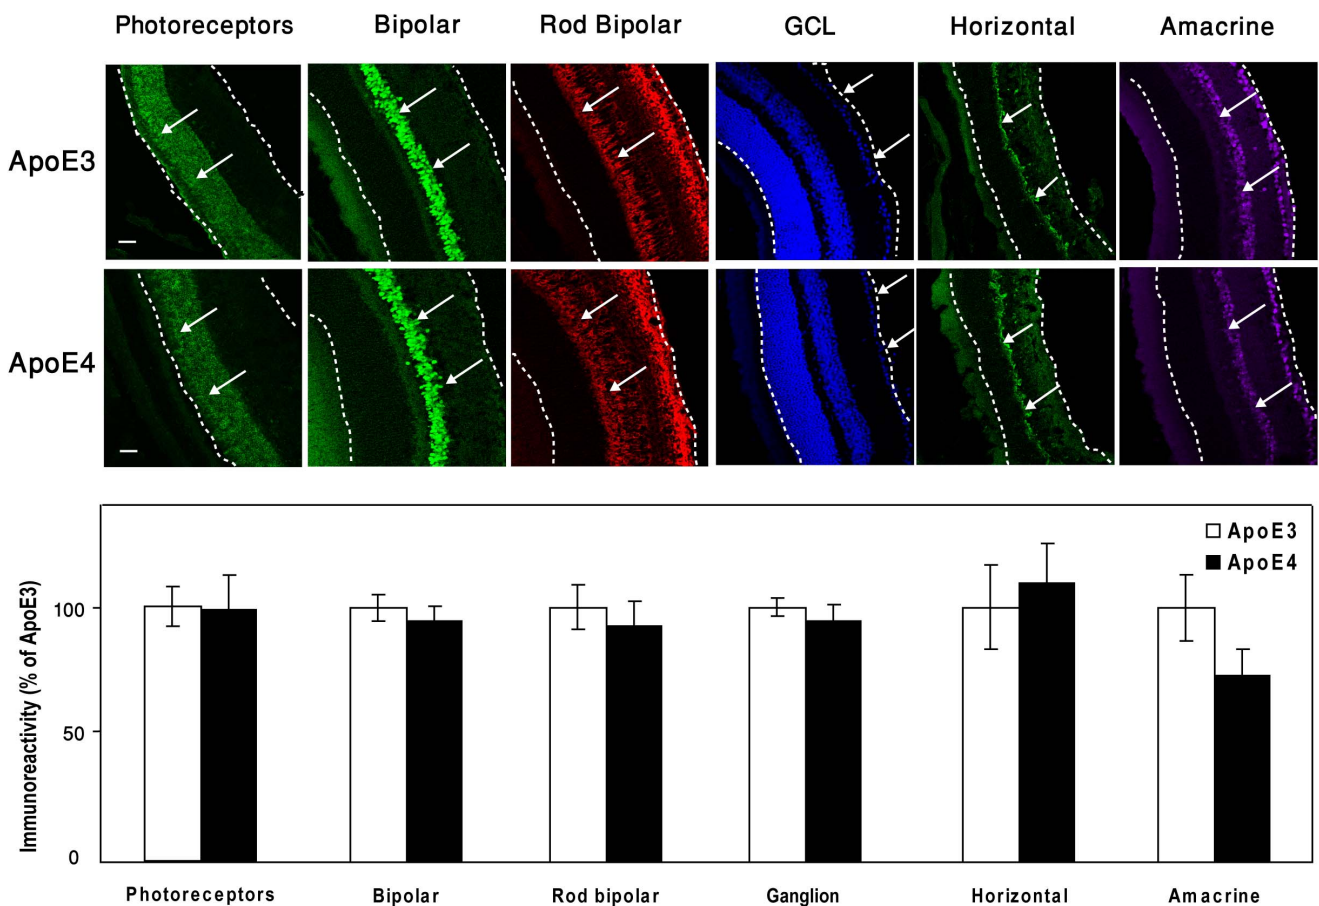 Photoreceptors Bipolar Rod Bipolar GCL Horizontal Amacrine
ApoE3
ApoE4
ApoE3
ApoE4
Immunoreactivity (% of ApoE3)
100
50
0
Photoreceptors Bipolar Rod bipolar Ganglion Horizontal Amacrine